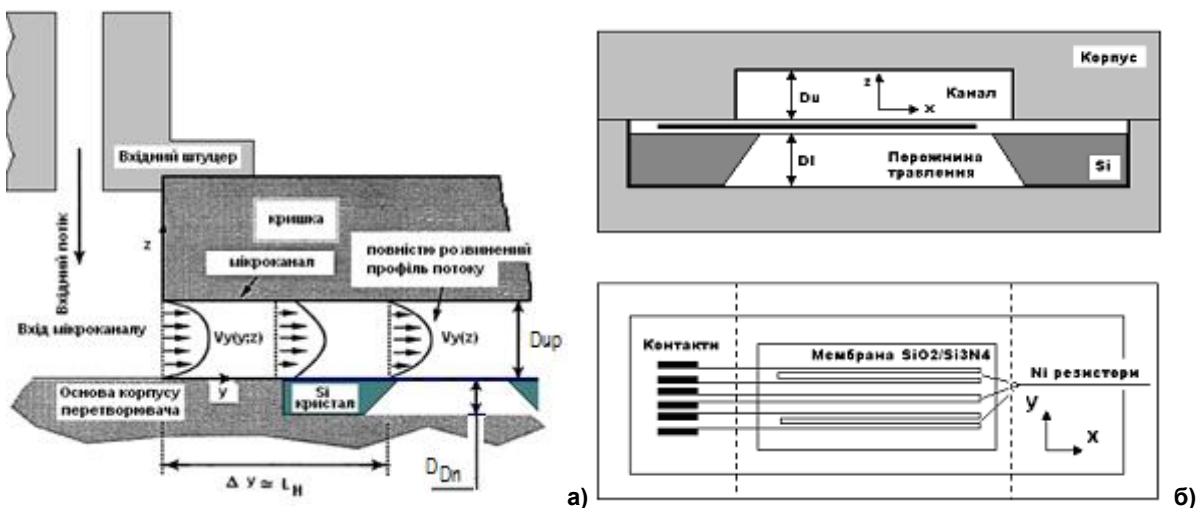 Вхідний штуцер
Вхідний потік
z
кришка
мікроканал
повністю розвинений
профіль потоку
Вхід мікроканалу
Vy(y;z)
Vy(z)
Dup
y
Основа корпусу
перетворювача
Si
кристал
Δ Y ≃ L_H
D_Dn
а)
Корпус
Du
z
x
Канал
Dl
Порожнина
травлення
Si
Контакти
Мембрана SiO2/Si3N4
Ni резистори
y
x
б)